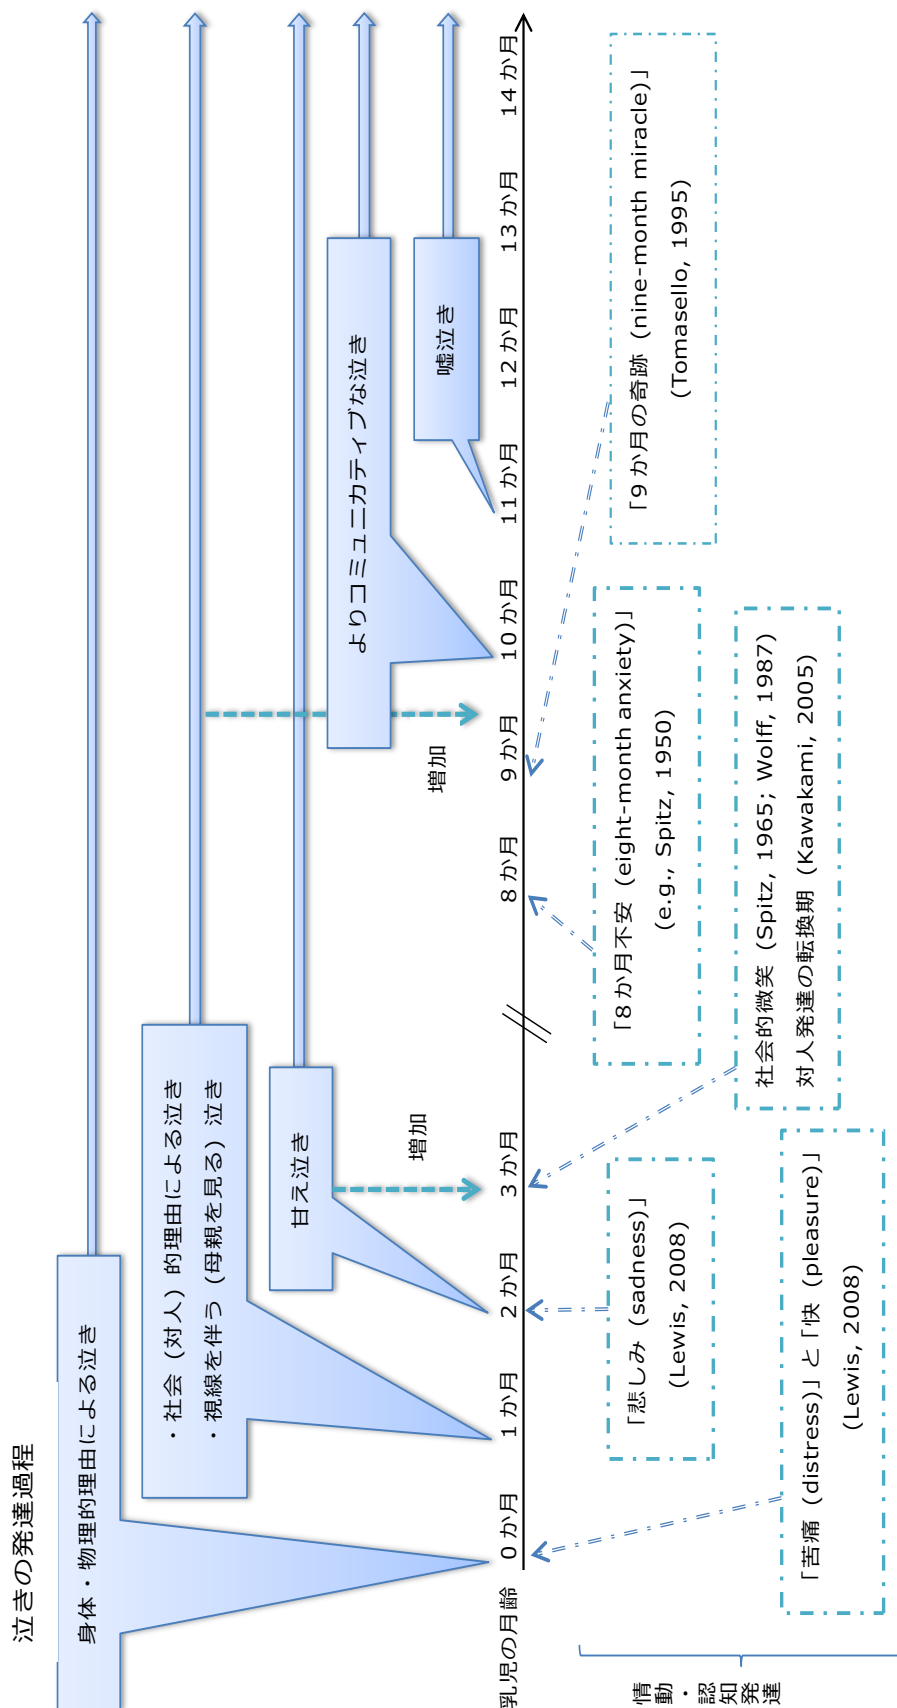 泣きの発達過程
身体・物理的理由による泣き
・社会（対人）的理由による泣き
・視線を伴う（母親を見る）泣き
甘え泣き
よりコミュニカティブな泣き
嘘泣き
増加
増加
乳児の月齢
0か月
1か月
2か月
3か月
8か月
9か月
10か月
11か月
12か月
13か月
14か月
情動・認知発達
「苦痛（distress）」と「快（pleasure）」
(Lewis, 2008)
「悲しみ（sadness）」
(Lewis, 2008)
社会的微笑（Spitz, 1965; Wolff, 1987）
対人発達の転換期（Kawakami, 2005）
「8か月不安（eight-month anxiety）」
(e.g., Spitz, 1950)
「9か月の奇跡（nine-month miracle）」
(Tomasello, 1995)